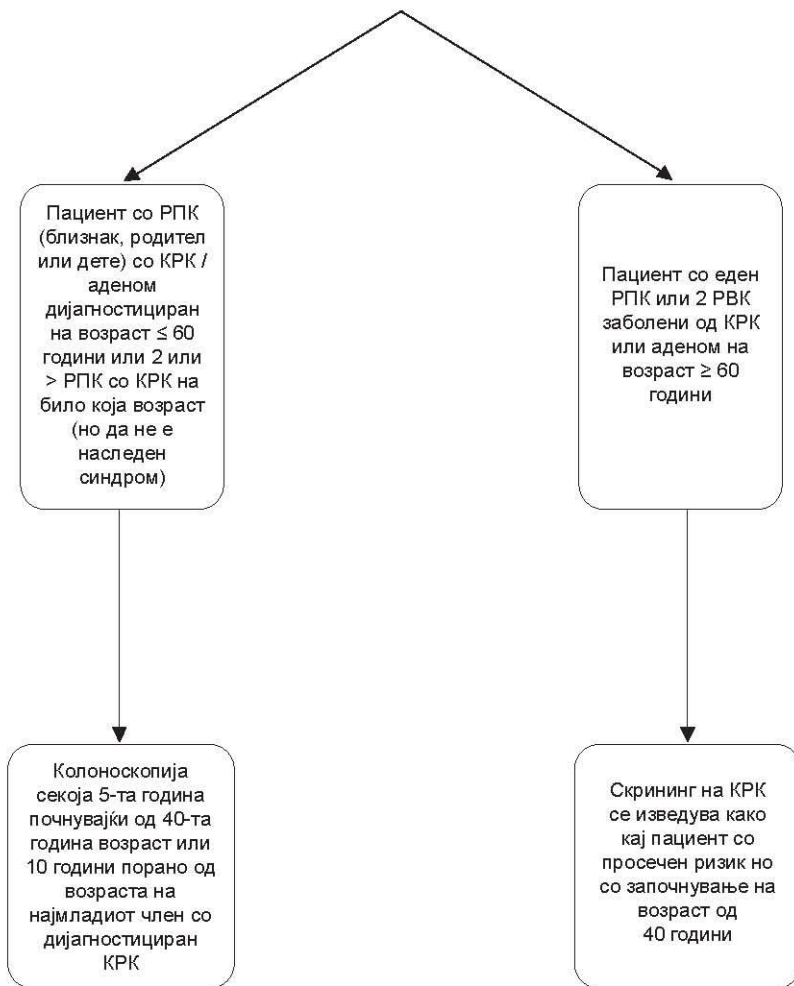 Пациент со РПК
(близнак, родител
или дете) со КРК /
аденом
дијагностициран
на возраст ≤ 60
години или 2 или
> РПК со КРК на
било која возраст
(но да не е
наследен
синдром)
Пациент со еден
РПК или 2 РВК
заболени од КРК
или аденом на
возраст ≥ 60
години
Колоноскопија
секоја 5-та година
почнувајќи од 40-та
година возраст или
10 години порано од
возраста на
најмладиот член со
дијагностициран
КРК
Скрининг на КРК
се изведува како
кај пациент со
просечен ризик но
со започнување на
возраст од
40 години